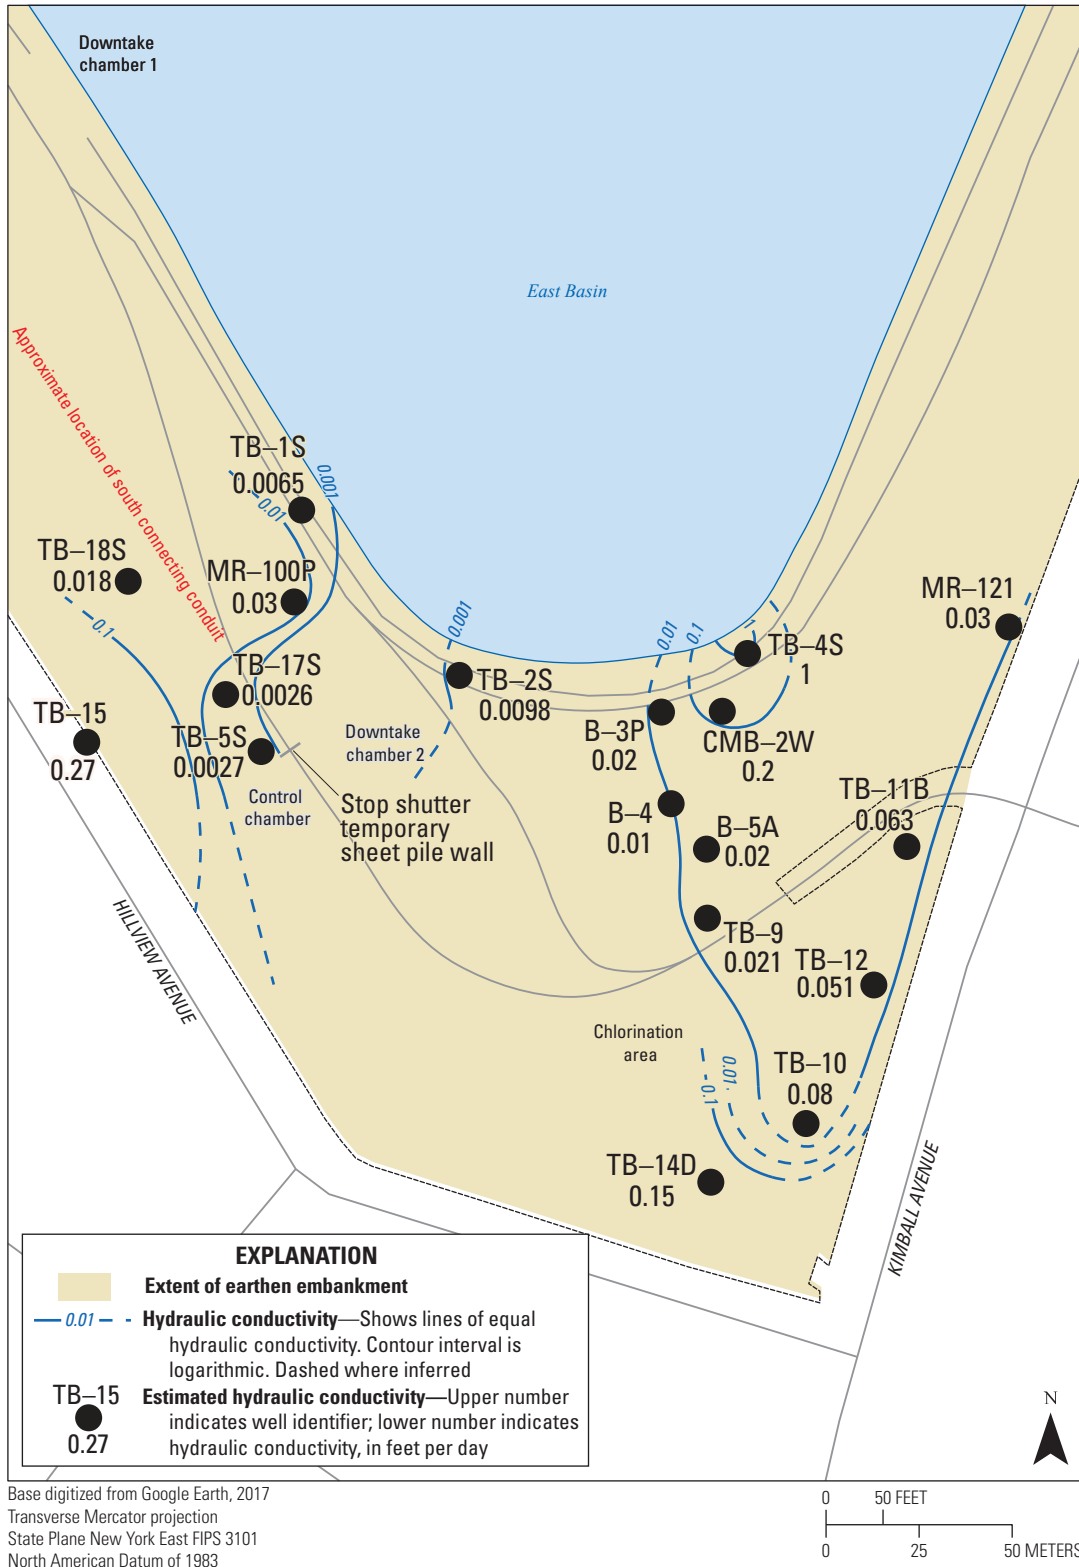 Downtake
chamber 1
East Basin
Approximate location of south connecting conduit
TB–1S
0.0065
0.001
0.01
TB–18S
0.018
MR–100P
0.03
MR–121
0.03
0.1
0.001
0.01
0.1
1
TB–4S
1
TB–17S
0.0026
TB–2S
0.0098
TB–15
0.27
TB–5S
0.0027
Downtake
chamber 2
B–3P
0.02
CMB–2W
0.2
Control
chamber
Stop shutter
temporary
sheet pile wall
B–4
0.01
B–5A
0.02
TB–11B
0.063
HILLVIEW AVENUE
TB–9
0.021
TB–12
0.051
Chlorination
area
TB–10
0.08
0.01
0.1
TB–14D
0.15
KIMBALL AVENUE
EXPLANATION
Extent of earthen embankment
0.01
Hydraulic conductivity—Shows lines of equal
hydraulic conductivity. Contour interval is
logarithmic. Dashed where inferred
TB–15
0.27
Estimated hydraulic conductivity—Upper number
indicates well identifier; lower number indicates
hydraulic conductivity, in feet per day
N
Base digitized from Google Earth, 2017
Transverse Mercator projection
State Plane New York East FIPS 3101
North American Datum of 1983
0 50 FEET
0 25 50 METERS